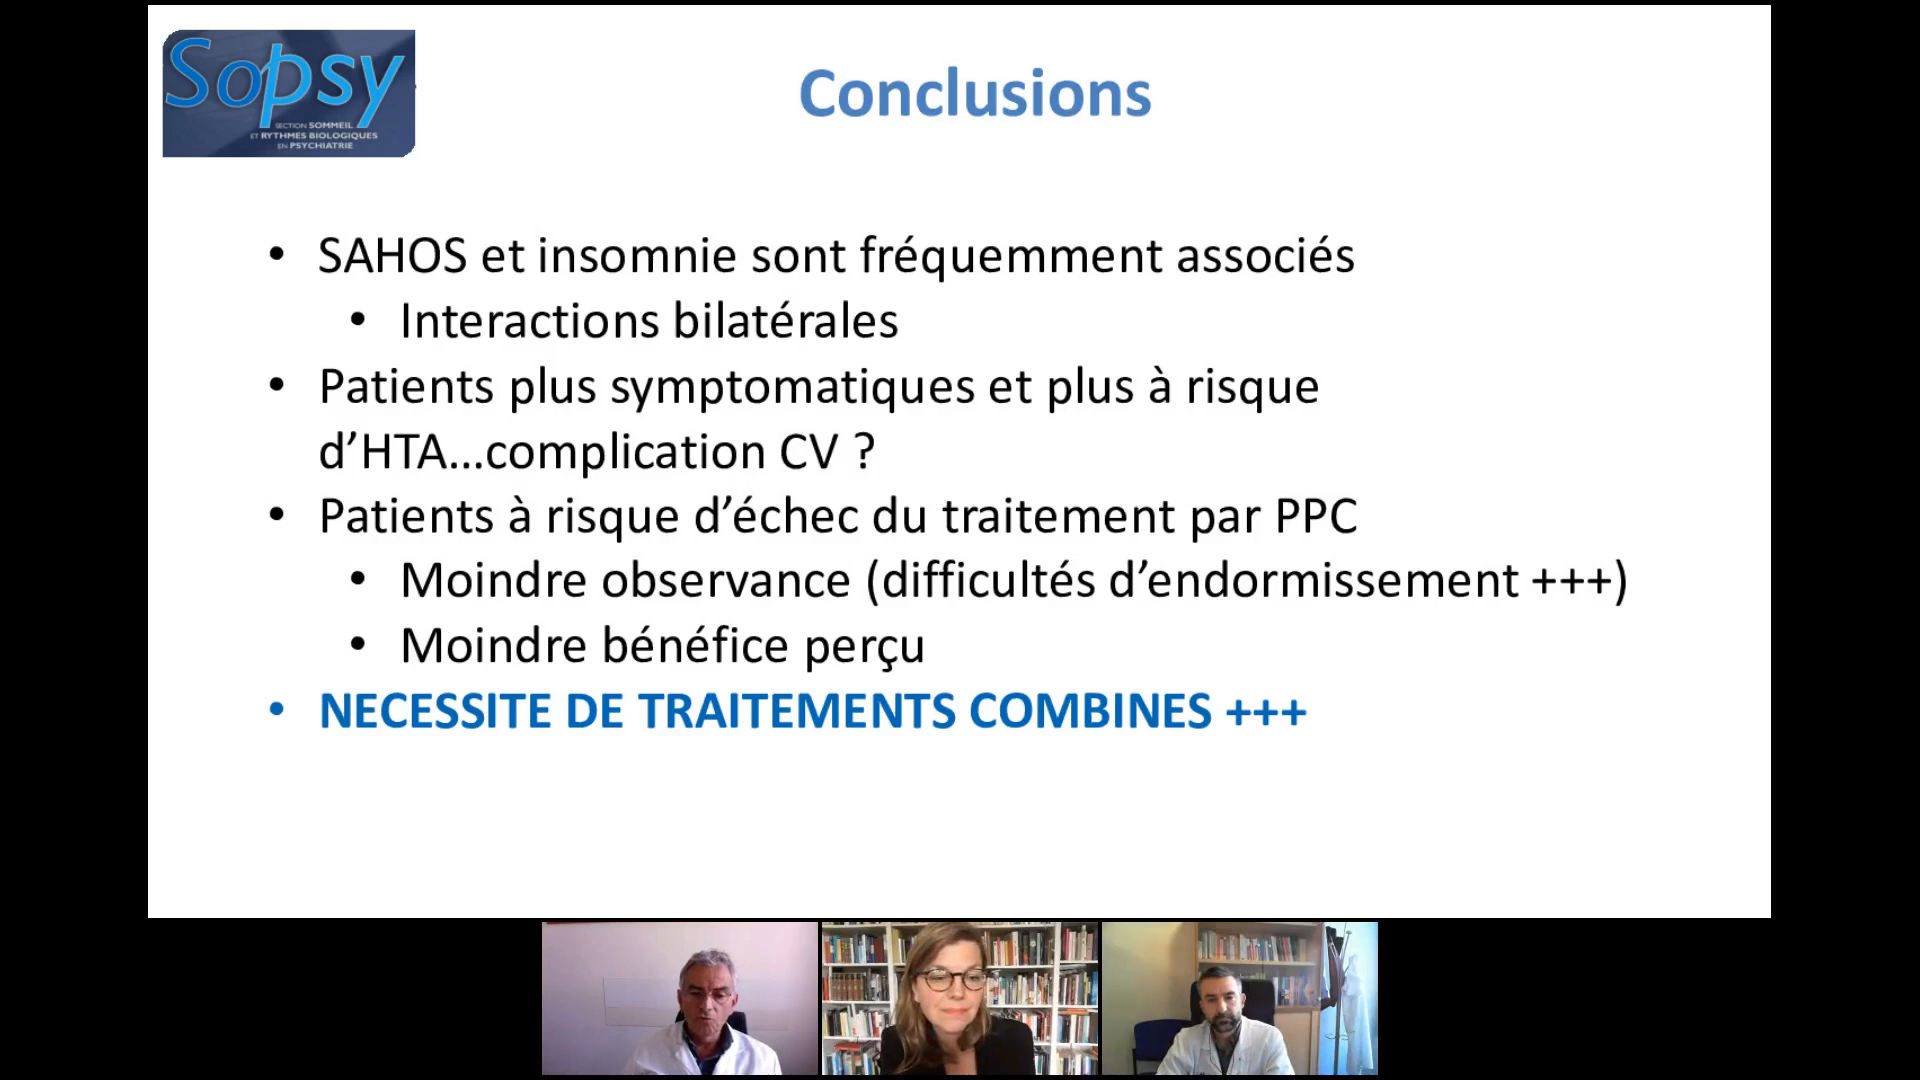 Sopsy
SECTION SOMMEIL
ET RYTHMES BIOLOGIQUES
EN PSYCHIATRIE
Conclusions
• SAHOS et insomnie sont fréquemment associés
• Interactions bilatérales
• Patients plus symptomatiques et plus à risque
d’HTA…complication CV ?
• Patients à risque d’échec du traitement par PPC
• Moindre observance (difficultés d’endormissement +++)
• Moindre bénéfice perçu
• NECESSITE DE TRAITEMENTS COMBINES +++